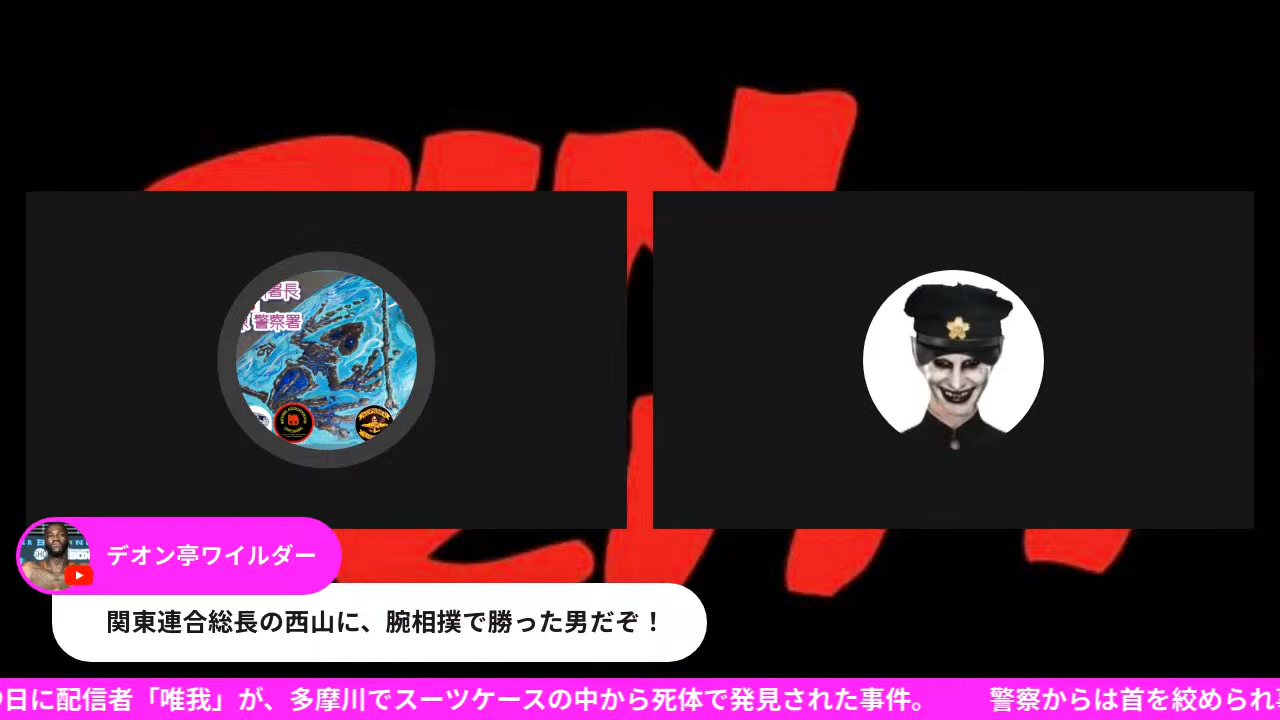 署長
警察署
デオン亭ワイルダー
関東連合総長の西山に、腕相撲で勝った男だぞ！
日に配信者「唯我」が、多摩川でスーツケースの中から死体で発見された事件。 警察からは首を絞められ